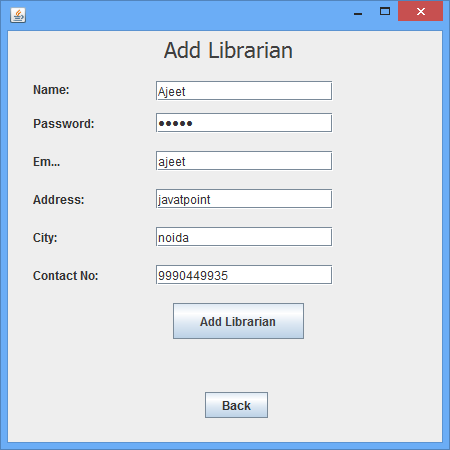 Add Librarian
Name: Ajeet
Password: •••••
Em... ajeet
Address: javatpoint
City: noida
Contact No: 9990449935
Add Librarian
Back